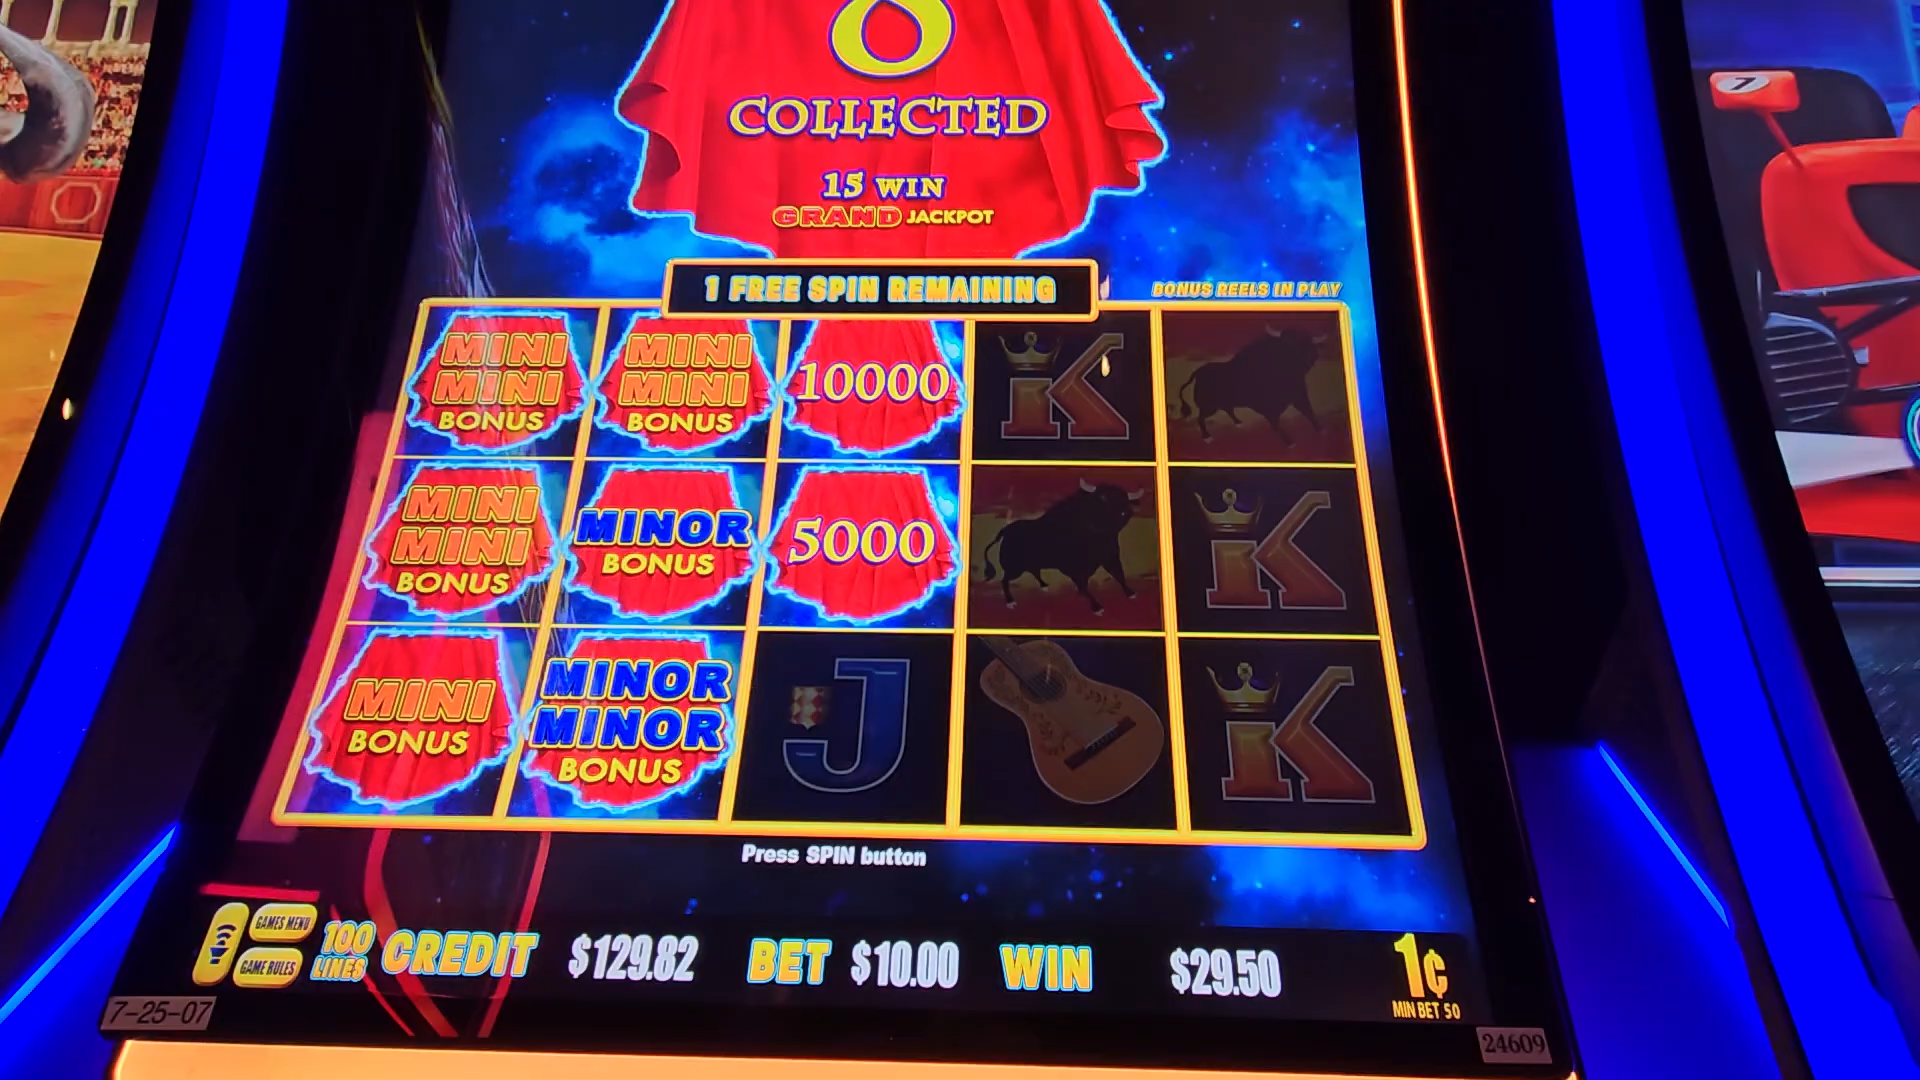 8
COLLECTED
15 WIN
GRAND JACKPOT
7
1 FREE SPIN REMAINING
BONUS REELS IN PLAY
MINI
MINI
BONUS
MINI
MINI
BONUS
10000
K
MINI
MINI
BONUS
MINOR
BONUS
5000
K
MINI
BONUS
MINOR
MINOR
BONUS
J
K
Press SPIN button
GAMES MENU
GAME RULES
100
LINES
CREDIT $129.82 BET $10.00 WIN $29.50
1¢
MIN BET 50
7-25-07
24609